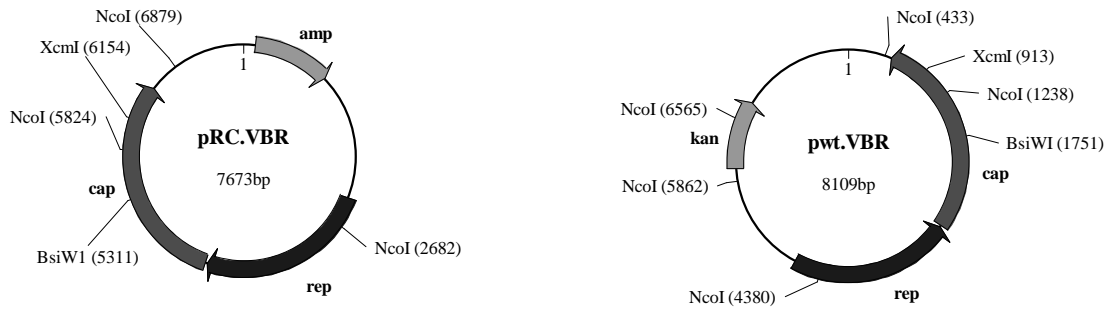 NcoI (6879)
amp
XcmI (6154)
1
NcoI (5824)
pRC.VBR
7673bp
cap
BsiW1 (5311)
NcoI (2682)
rep
NcoI (433)
1
XcmI (913)
NcoI (6565)
NcoI (1238)
kan
pwt.VBR
BsiWI (1751)
NcoI (5862)
8109bp
cap
NcoI (4380)
rep